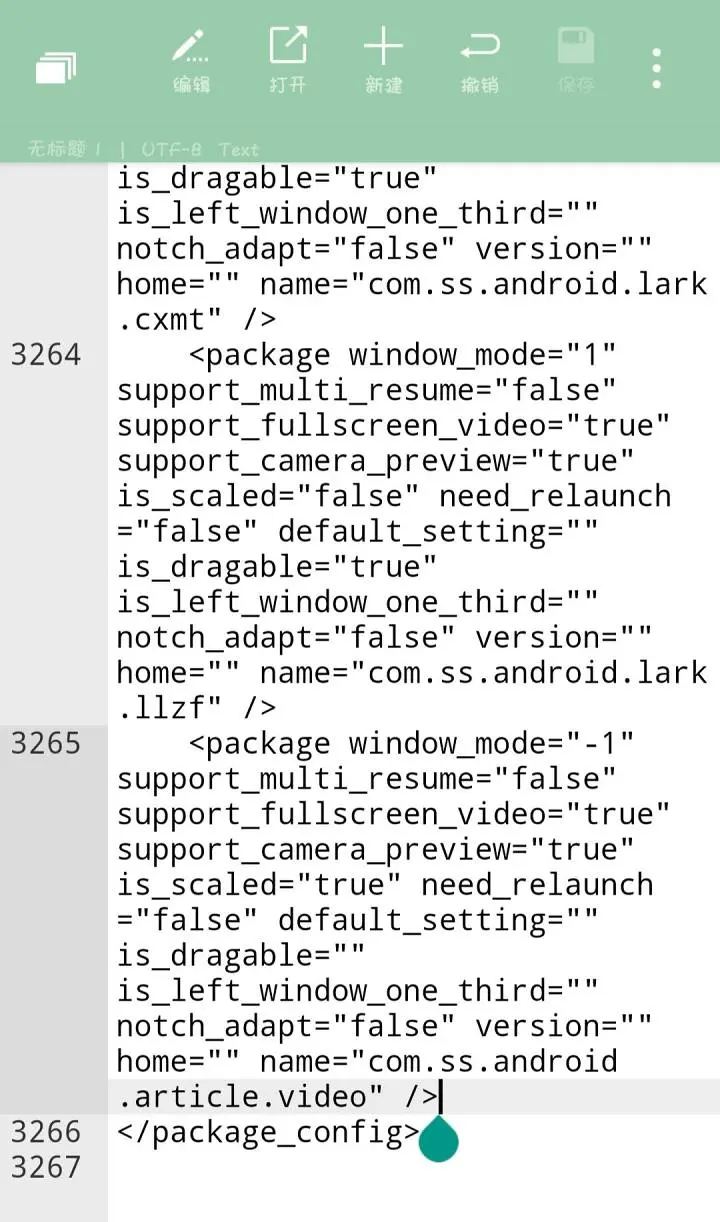 编辑
打开
新建
撤销
保存
无标题 1 | UTF-8 Text
is_dragable="true"
is_left_window_one_third=""
notch_adapt="false" version=""
home="" name="com.ss.android.lark
.cxmt" />
3264 <package window_mode="1"
support_multi_resume="false"
support_fullscreen_video="true"
support_camera_preview="true"
is_scaled="false" need_relaunch
="false" default_setting=""
is_dragable="true"
is_left_window_one_third=""
notch_adapt="false" version=""
home="" name="com.ss.android.lark
.llzf" />
3265 <package window_mode="-1"
support_multi_resume="false"
support_fullscreen_video="true"
support_camera_preview="true"
is_scaled="true" need_relaunch
="false" default_setting=""
is_dragable=""
is_left_window_one_third=""
notch_adapt="false" version=""
home="" name="com.ss.android
.article.video" />
3266 </package_config>
3267